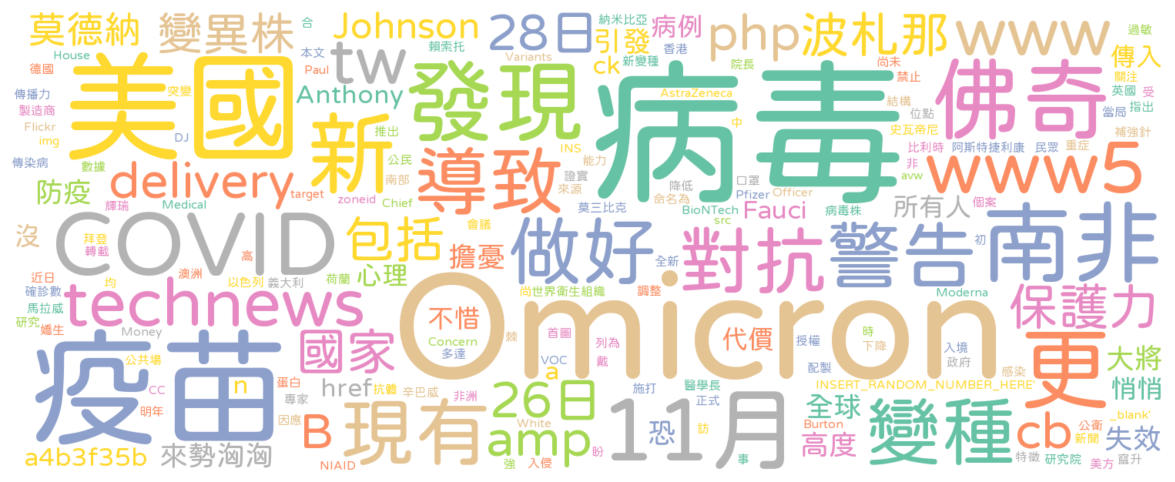 莫德納
變異株
合
Johnson
28日
納米比亞
病例
php
波札那
www
過敏
House
本文
賴索托
tw
引發
香港
傳入
德國
Paul
Variants
新變種
ck
院長
尚未
禁止
關注
美國
發現
病毒
佛奇
英國
受
傳播力
突變
Anthony
AstraZeneca
結構
指出
製造商
Flickr
img
DJ
新
推出
INS
中
位點
史瓦帝尼
當局
補強針
傳染病
數據
公民
導致
能力
證實
口罩
比利時
非
阿斯特捷利康
民眾
重症
防疫
輝瑞
delivery
target
南部
zoneid
來源
降低
命名為
Pfizer
Officer
avw
www5
個案
Medical
Chief
莫三比克
BioNTech
src
Fauci
病毒株
所有人
沒
COVID
包括
會議
做好
對抗
警告
初
南非
拜登
轉載
高
擔憂
全新
近日
均
澳洲
以色列
義大利
荷蘭
心理
尚
世界衛生組織
調整
Moderna
保護力
確診數
馬拉威
研究
technews
Omicron
嬌生
Money
國家
不惜
棘
首圖
列為
代價
授權
時
下降
入境
政府
更
大將
疫苗
公共場
Concern
多達
VOC
a
戴
配製
感染
悄悄
CC
n
蛋白
href
抗體
辛巴威
施打
醫學長
INSERT_RANDOM_NUMBER_HERE'
_blank'
明年
專家
非洲
26日
正式
全球
Burton
變種
公衛
新聞
失效
因應
B
現有
White
11月
恐
訪
高度
cb
特徵
研究院
a4b3f35b
來勢洶洶
NIAID
amp
強
入侵
盼
事
美方
竄升